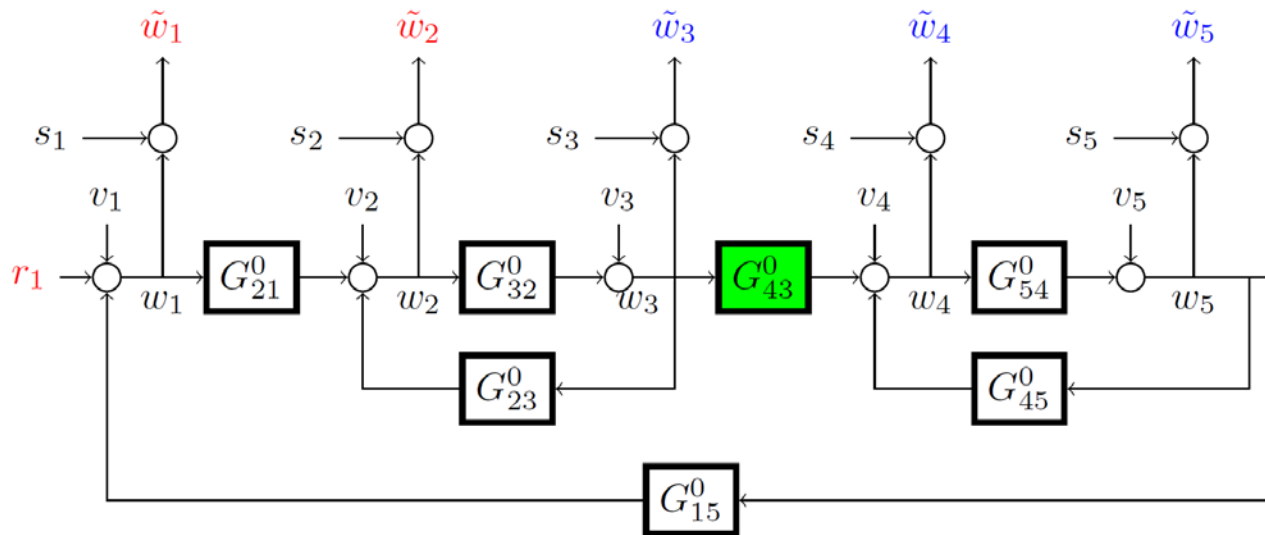 w̃₁ w̃₂ w̃₃ w̃₄ w̃₅
s₁ s₂ s₃ s₄ s₅
v₁ v₂ v₃ v₄ v₅
r₁ G⁰₂₁ G⁰₃₂ G⁰₄₃ G⁰₅₄
w₁ w₂ w₃ w₄ w₅
G⁰₂₃ G⁰₄₅
G⁰₁₅